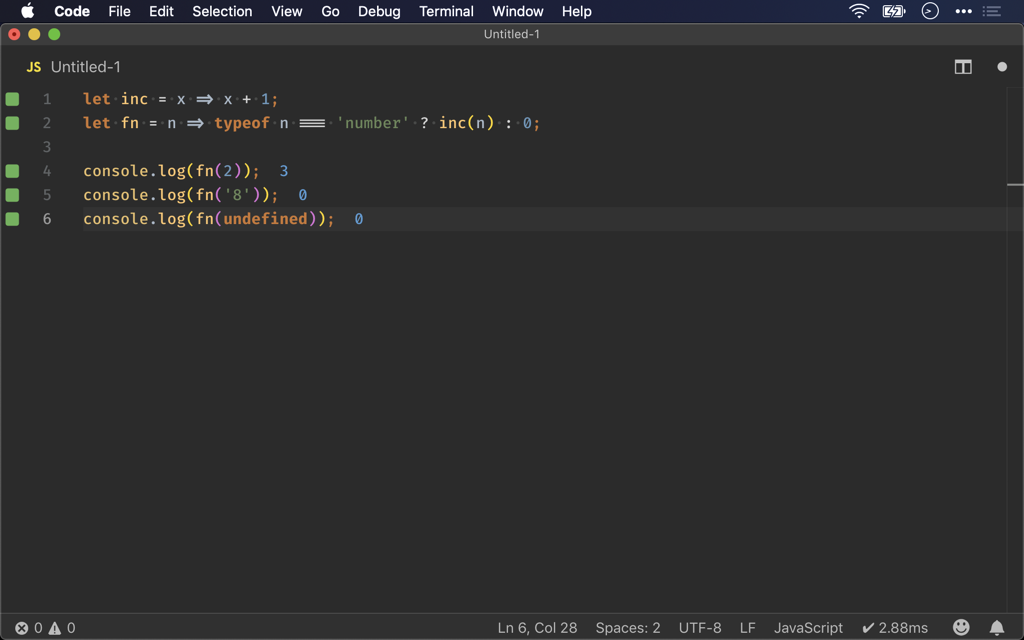 Code File Edit Selection View Go Debug Terminal Window Help
Untitled-1
JS Untitled-1
1 let inc = x => x + 1;
2 let fn = n => typeof n === 'number' ? inc(n) : 0;
3
4 console.log(fn(2)); 3
5 console.log(fn('8')); 0
6 console.log(fn(undefined)); 0
0 0 Ln 6, Col 28 Spaces: 2 UTF-8 LF JavaScript ✔ 2.88ms